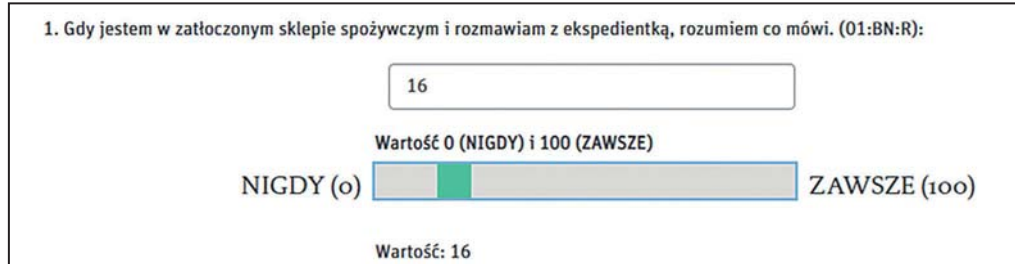 1. Gdy jestem w zatłoczonym sklepie spożywczym i rozmawiam z ekspedientką, rozumiem co mówi. (01:BN:R):
16
Wartość 0 (NIGDY) i 100 (ZAWSZE)
NIGDY (0) ZAWSZE (100)
Wartość: 16